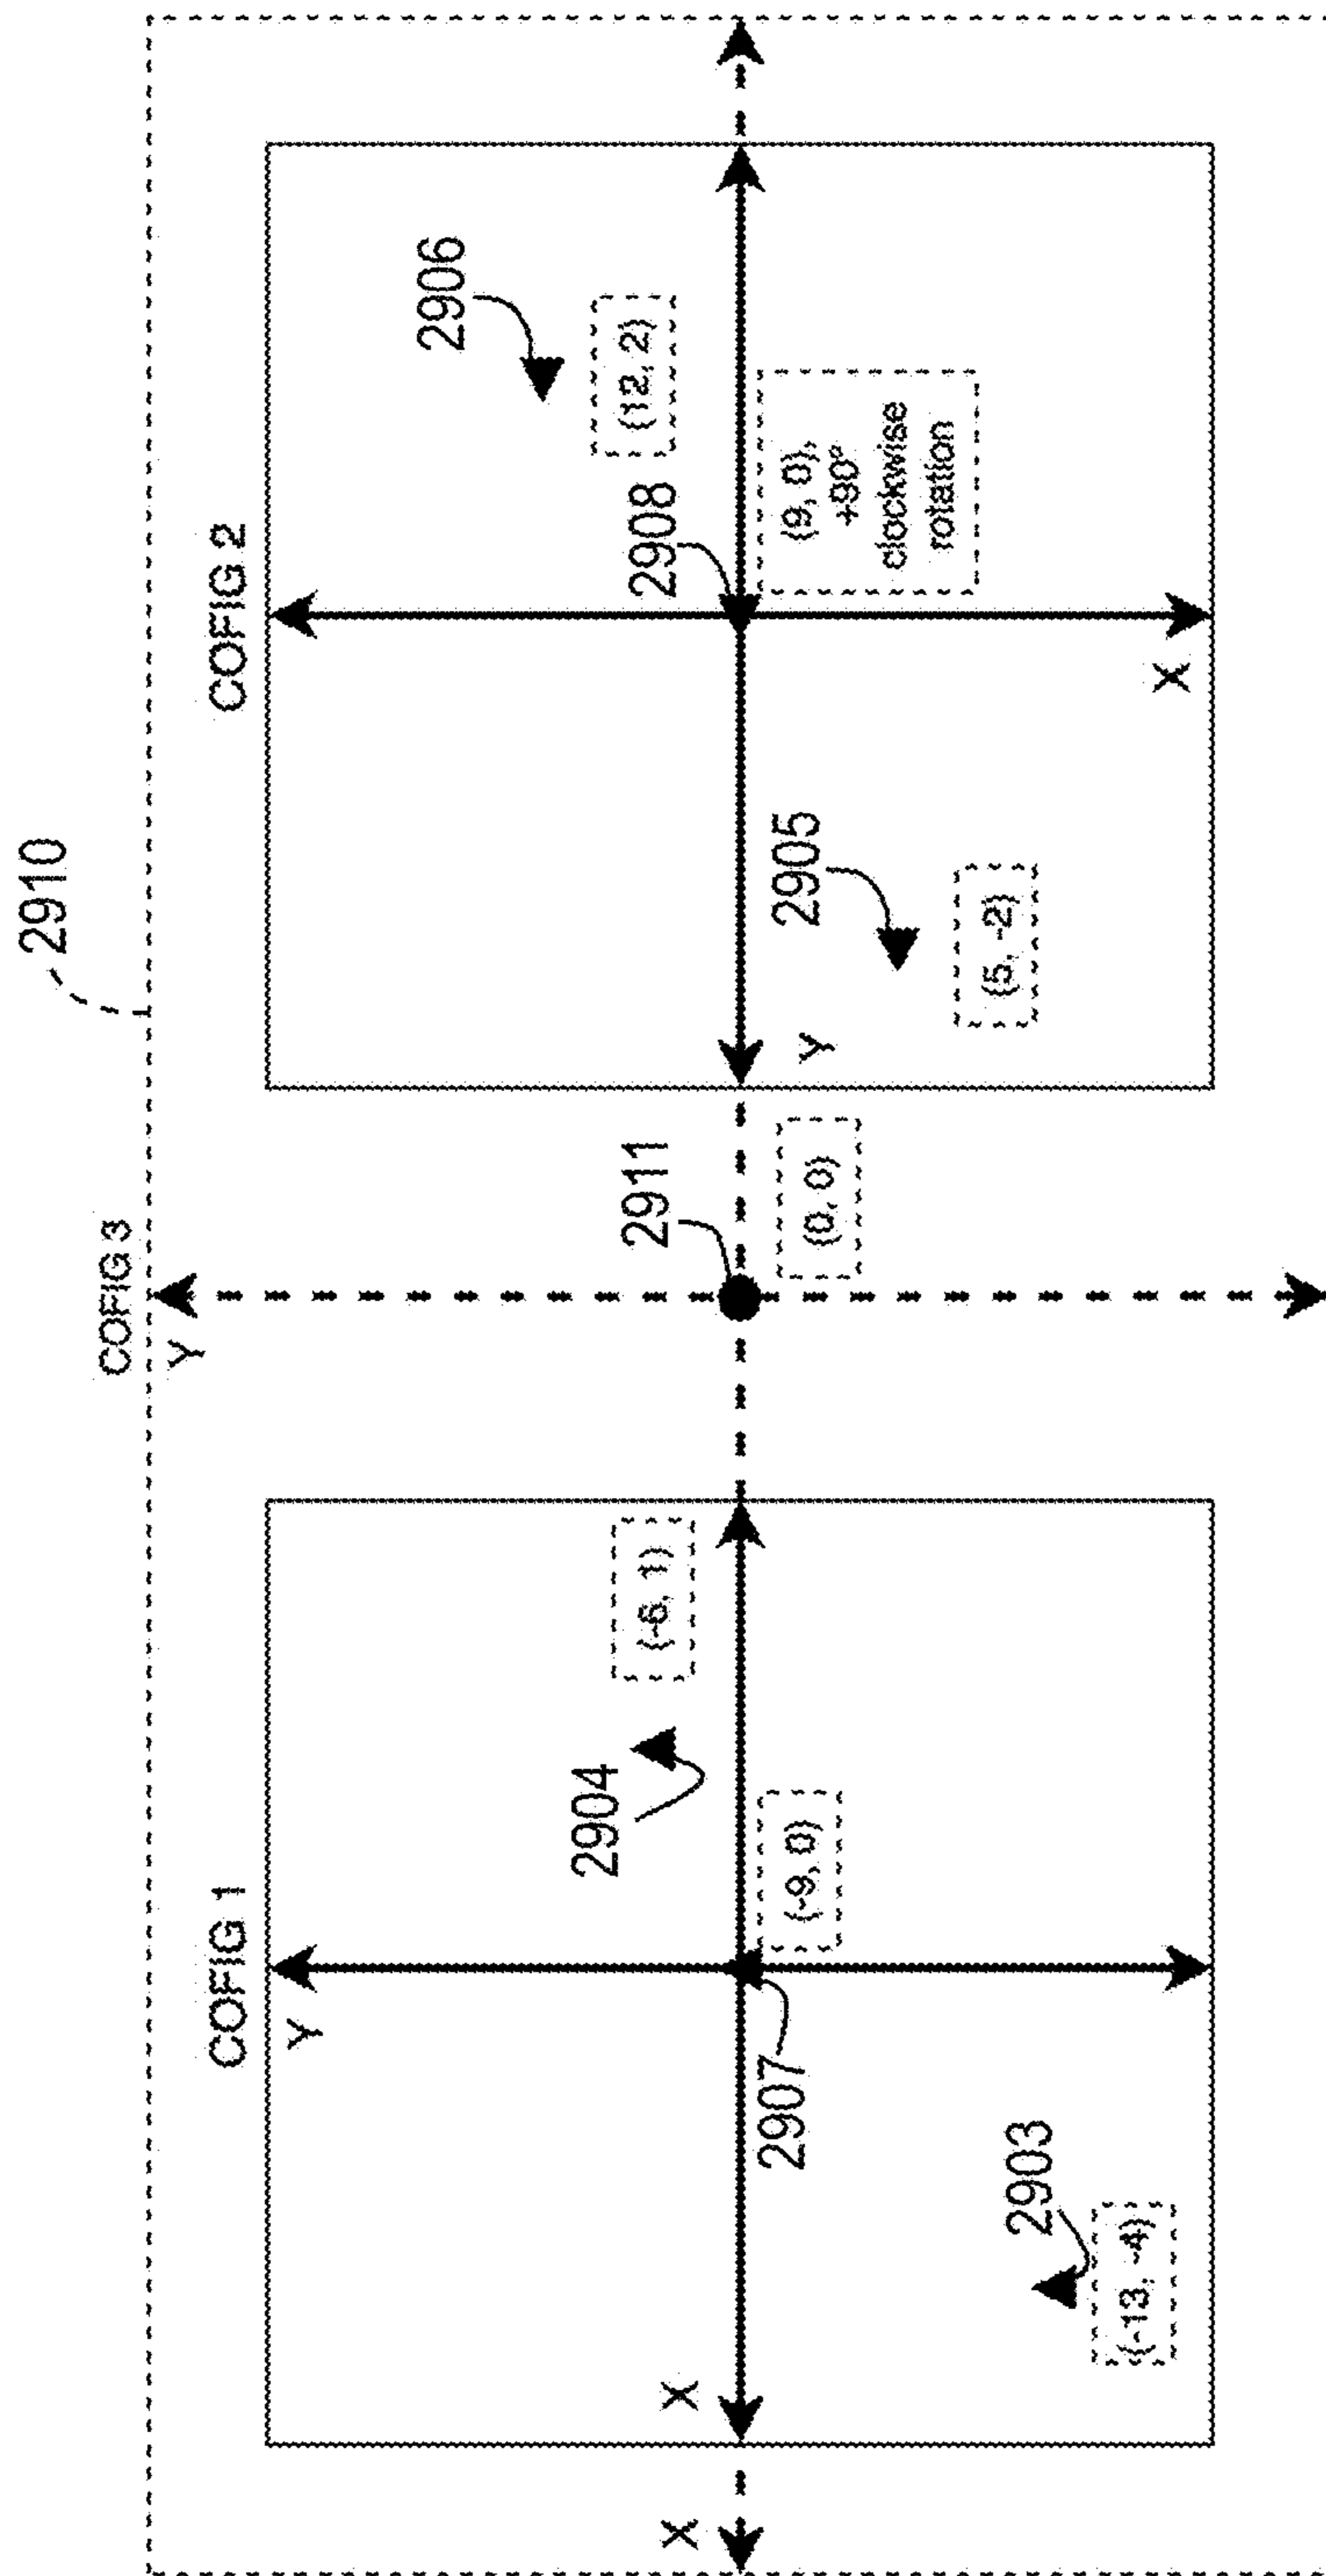 2910
COFIG 3
Y
COFIG 1
Y
X
X
2904
(-6, 1)
2907
(-9, 0)
2903
(-13, -4)
2911
(0, 0)
COFIG 2
2906
(12, 2)
2908
(9, 0),
+90°
clockwise
rotation
Y
2905
(5, -2)
X